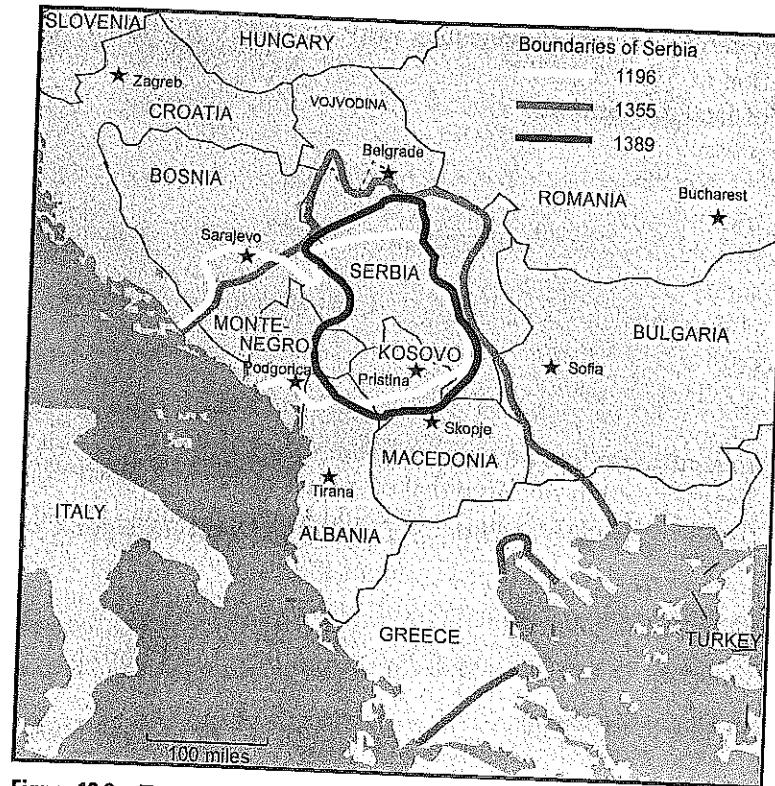 SLOVENIA
HUNGARY
Boundaries of Serbia
1196
1355
1389
Zagreb
CROATIA
VOJVODINA
Belgrade
BOSNIA
ROMANIA
Bucharest
Sarajevo
SERBIA
MONTE-
NEGRO
KOSOVO
BULGARIA
Podgorica
Pristina
Sofia
Skopje
MACEDONIA
Tirana
ITALY
ALBANIA
GREECE
TURKEY
100 miles